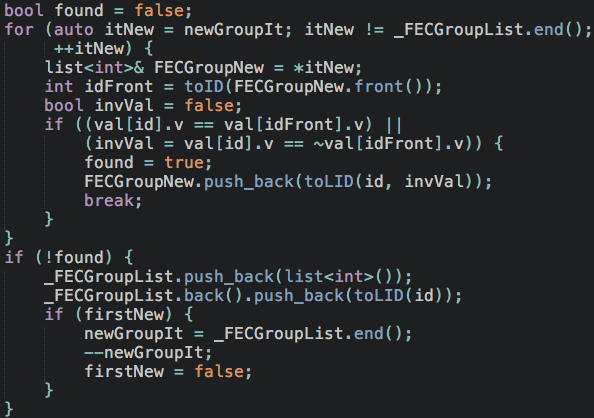 bool found = false;
for (auto itNew = newGroupIt; itNew != _FECGroupList.end();
     ++itNew) {
    list<int>& FECGroupNew = *itNew;
    int idFront = toID(FECGroupNew.front());
    bool invVal = false;
    if ((val[id].v == val[idFront].v) ||
        (invVal = val[id].v == ~val[idFront].v)) {
        found = true;
        FECGroupNew.push_back(toLID(id, invVal));
        break;
    }
}
if (!found) {
    _FECGroupList.push_back(list<int>());
    _FECGroupList.back().push_back(toLID(id));
    if (firstNew) {
        newGroupIt = _FECGroupList.end();
        --newGroupIt;
        firstNew = false;
    }
}